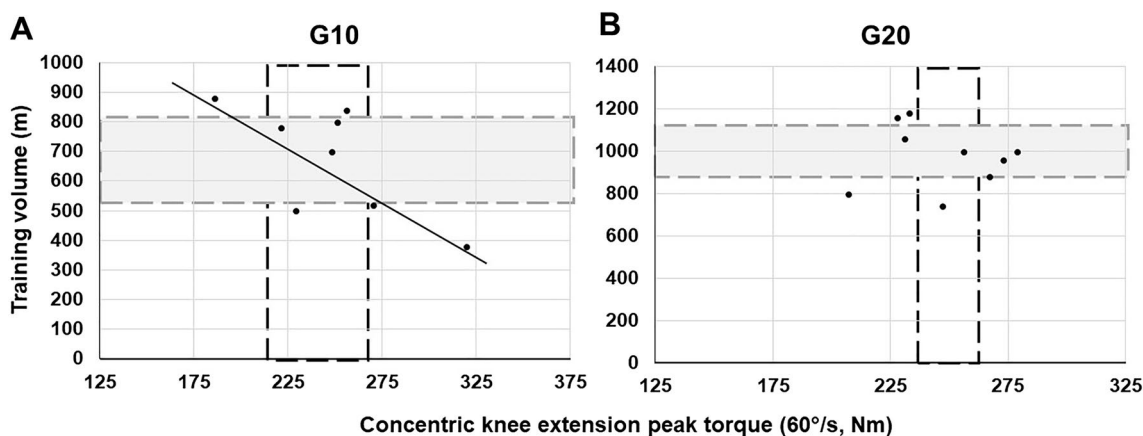 A
G10
B
G20
Training volume (m)
1000
900
800
700
600
500
400
300
200
100
0
125 175 225 275 325 375
1400
1200
1000
800
600
400
200
0
125 175 225 275 325
Concentric knee extension peak torque (60°/s, Nm)